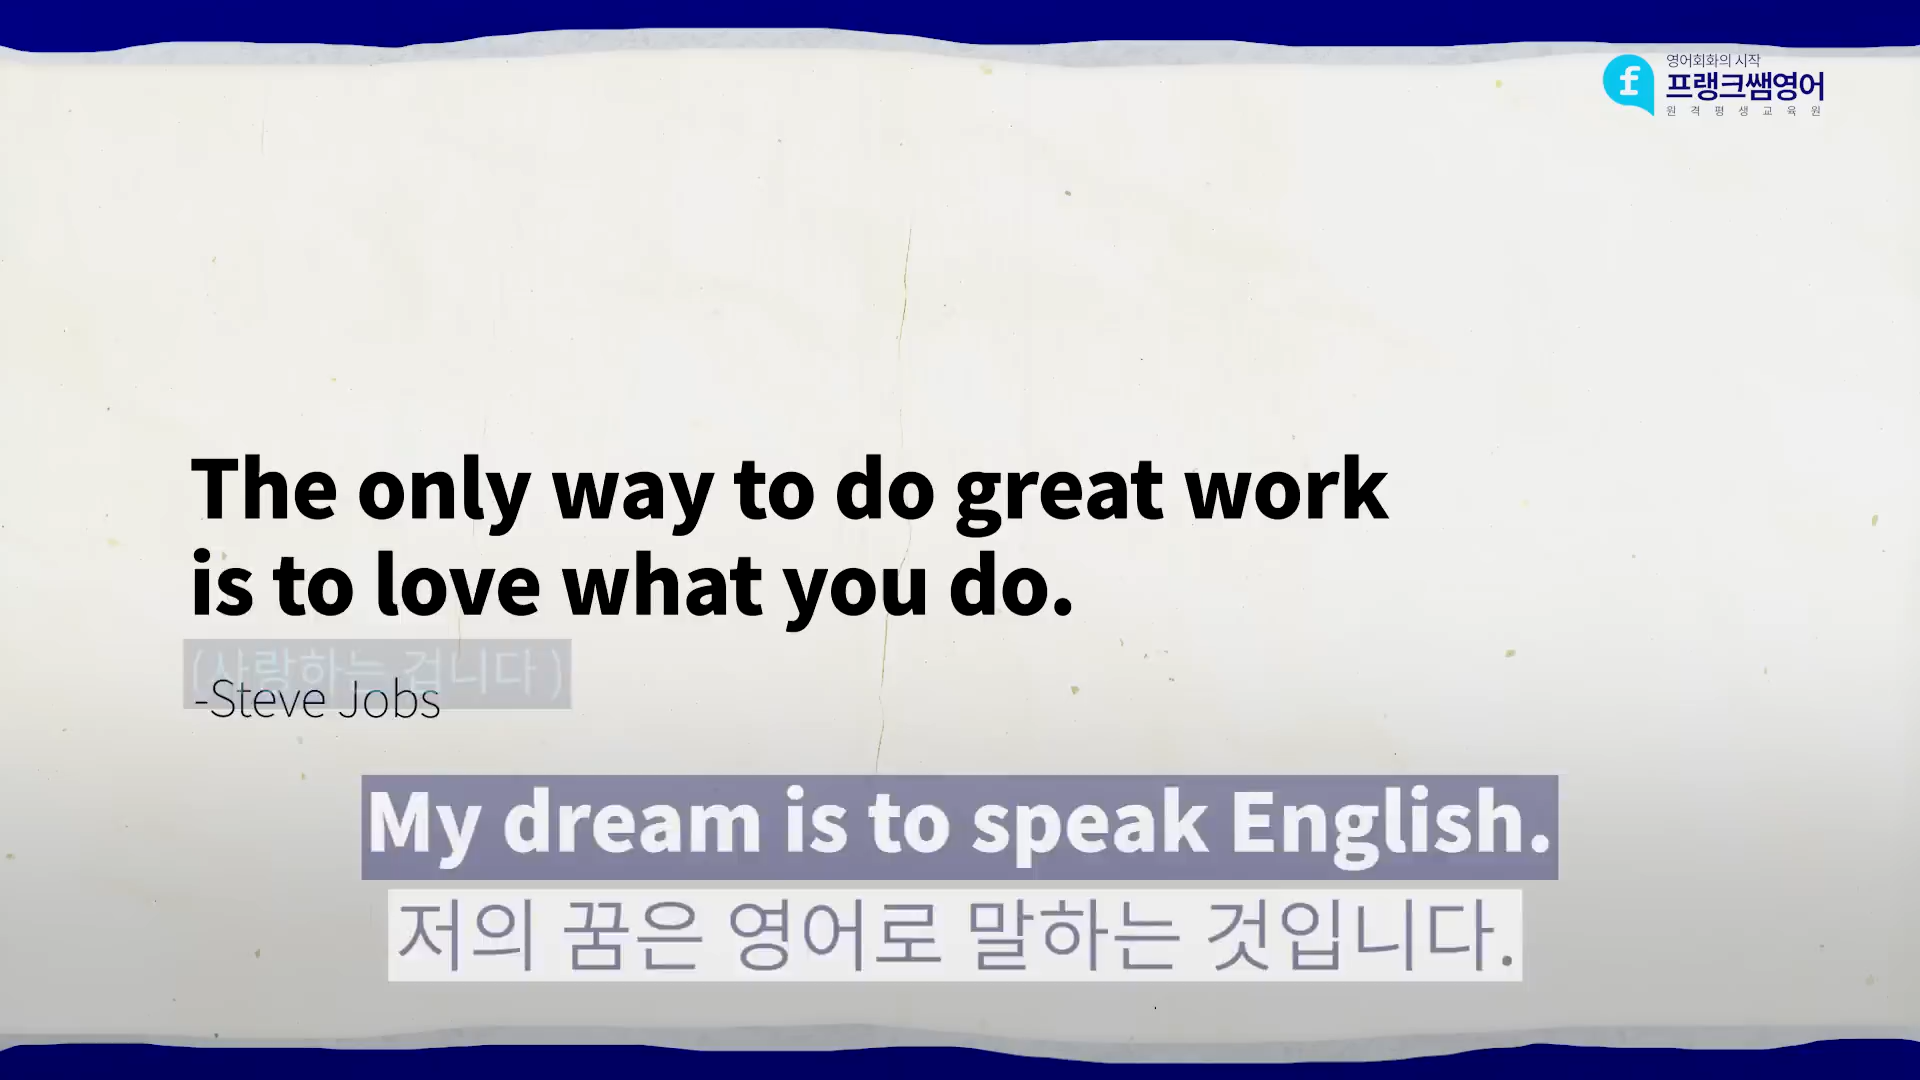 영어회화의 시작
프랭크쌤영어
원격평생교육원
The only way to do great work
is to love what you do.
(사랑하는 겁니다)
-Steve Jobs
My dream is to speak English.
저의 꿈은 영어로 말하는 것입니다.